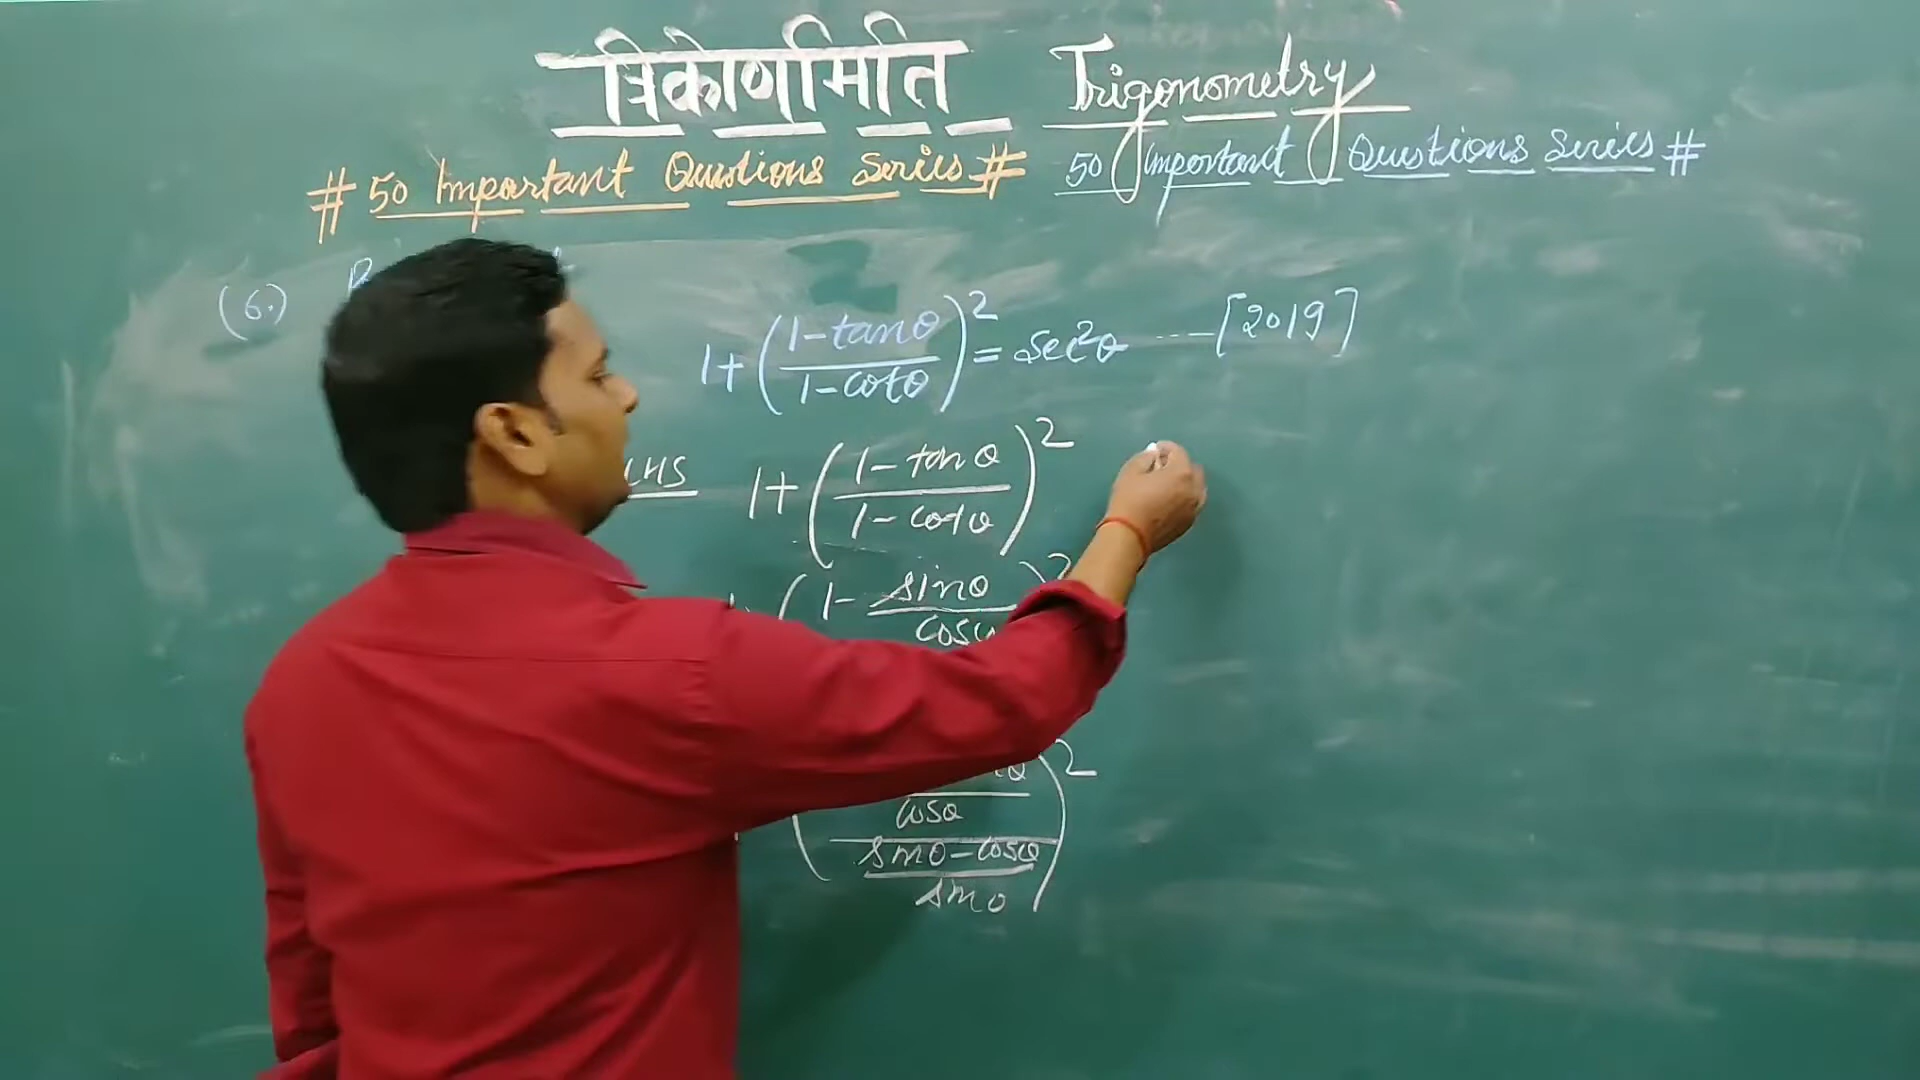 त्रिकोणमिति Trigonometry
# 50 Important Questions Series # 50 Important Questions Series #
(6.)
1+(1-tanθ/1-cotθ)² = sec²θ ---[2019]
LHS 1+(1-tanθ/1-cotθ)²
(1- sinθ/cosθ)²
(/cosθ/sinθ-cosθ/sinθ)²